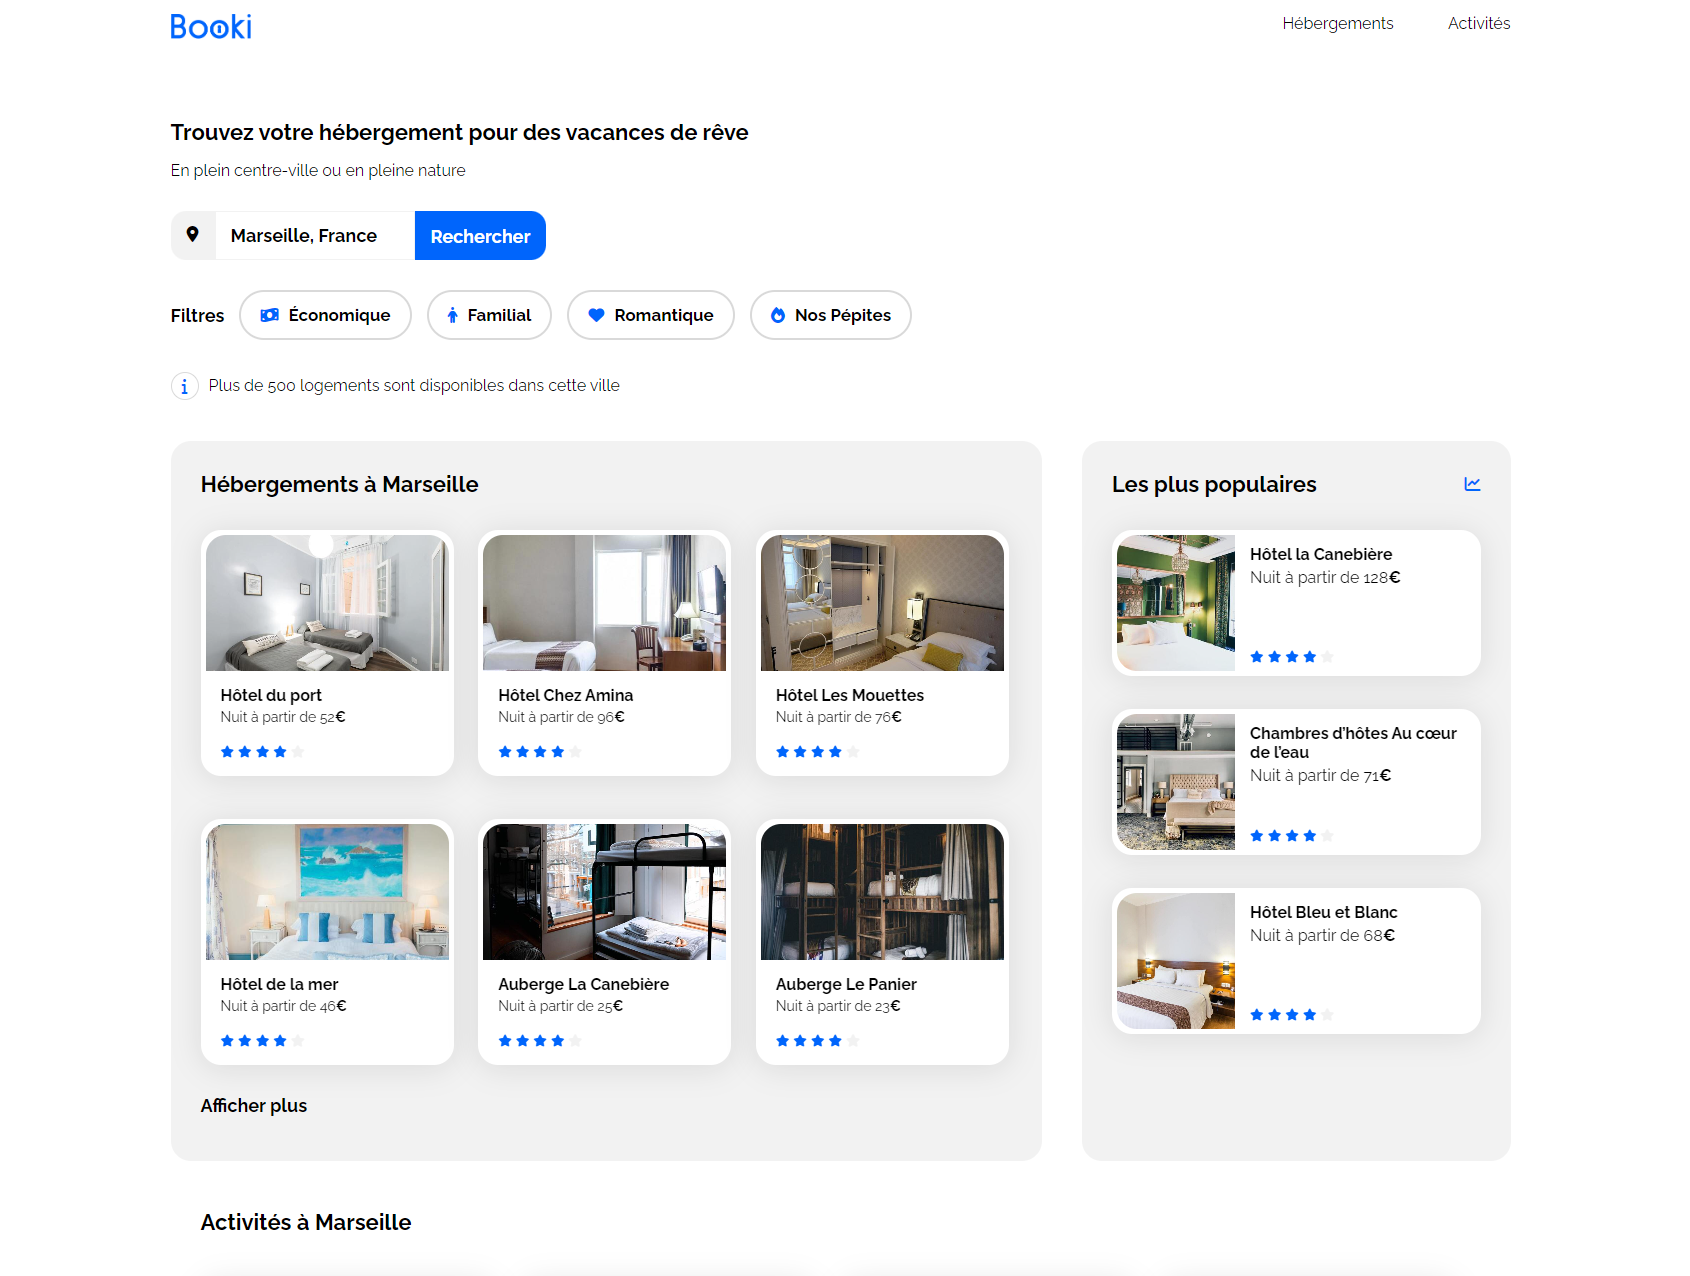 Booki
Hébergements
Activités
Trouvez votre hébergement pour des vacances de rêve
En plein centre-ville ou en pleine nature
Marseille, France
Rechercher
Filtres
Économique
Familial
Romantique
Nos Pépites
Plus de 500 logements sont disponibles dans cette ville
Hébergements à Marseille
Hôtel du port
Nuit à partir de 52€
Hôtel Chez Amina
Nuit à partir de 96€
Hôtel Les Mouettes
Nuit à partir de 76€
Hôtel de la mer
Nuit à partir de 46€
Auberge La Canebière
Nuit à partir de 25€
Auberge Le Panier
Nuit à partir de 23€
Afficher plus
Les plus populaires
Hôtel la Canebière
Nuit à partir de 128€
Chambres d'hôtes Au cœur
de l'eau
Nuit à partir de 71€
Hôtel Bleu et Blanc
Nuit à partir de 68€
Activités à Marseille